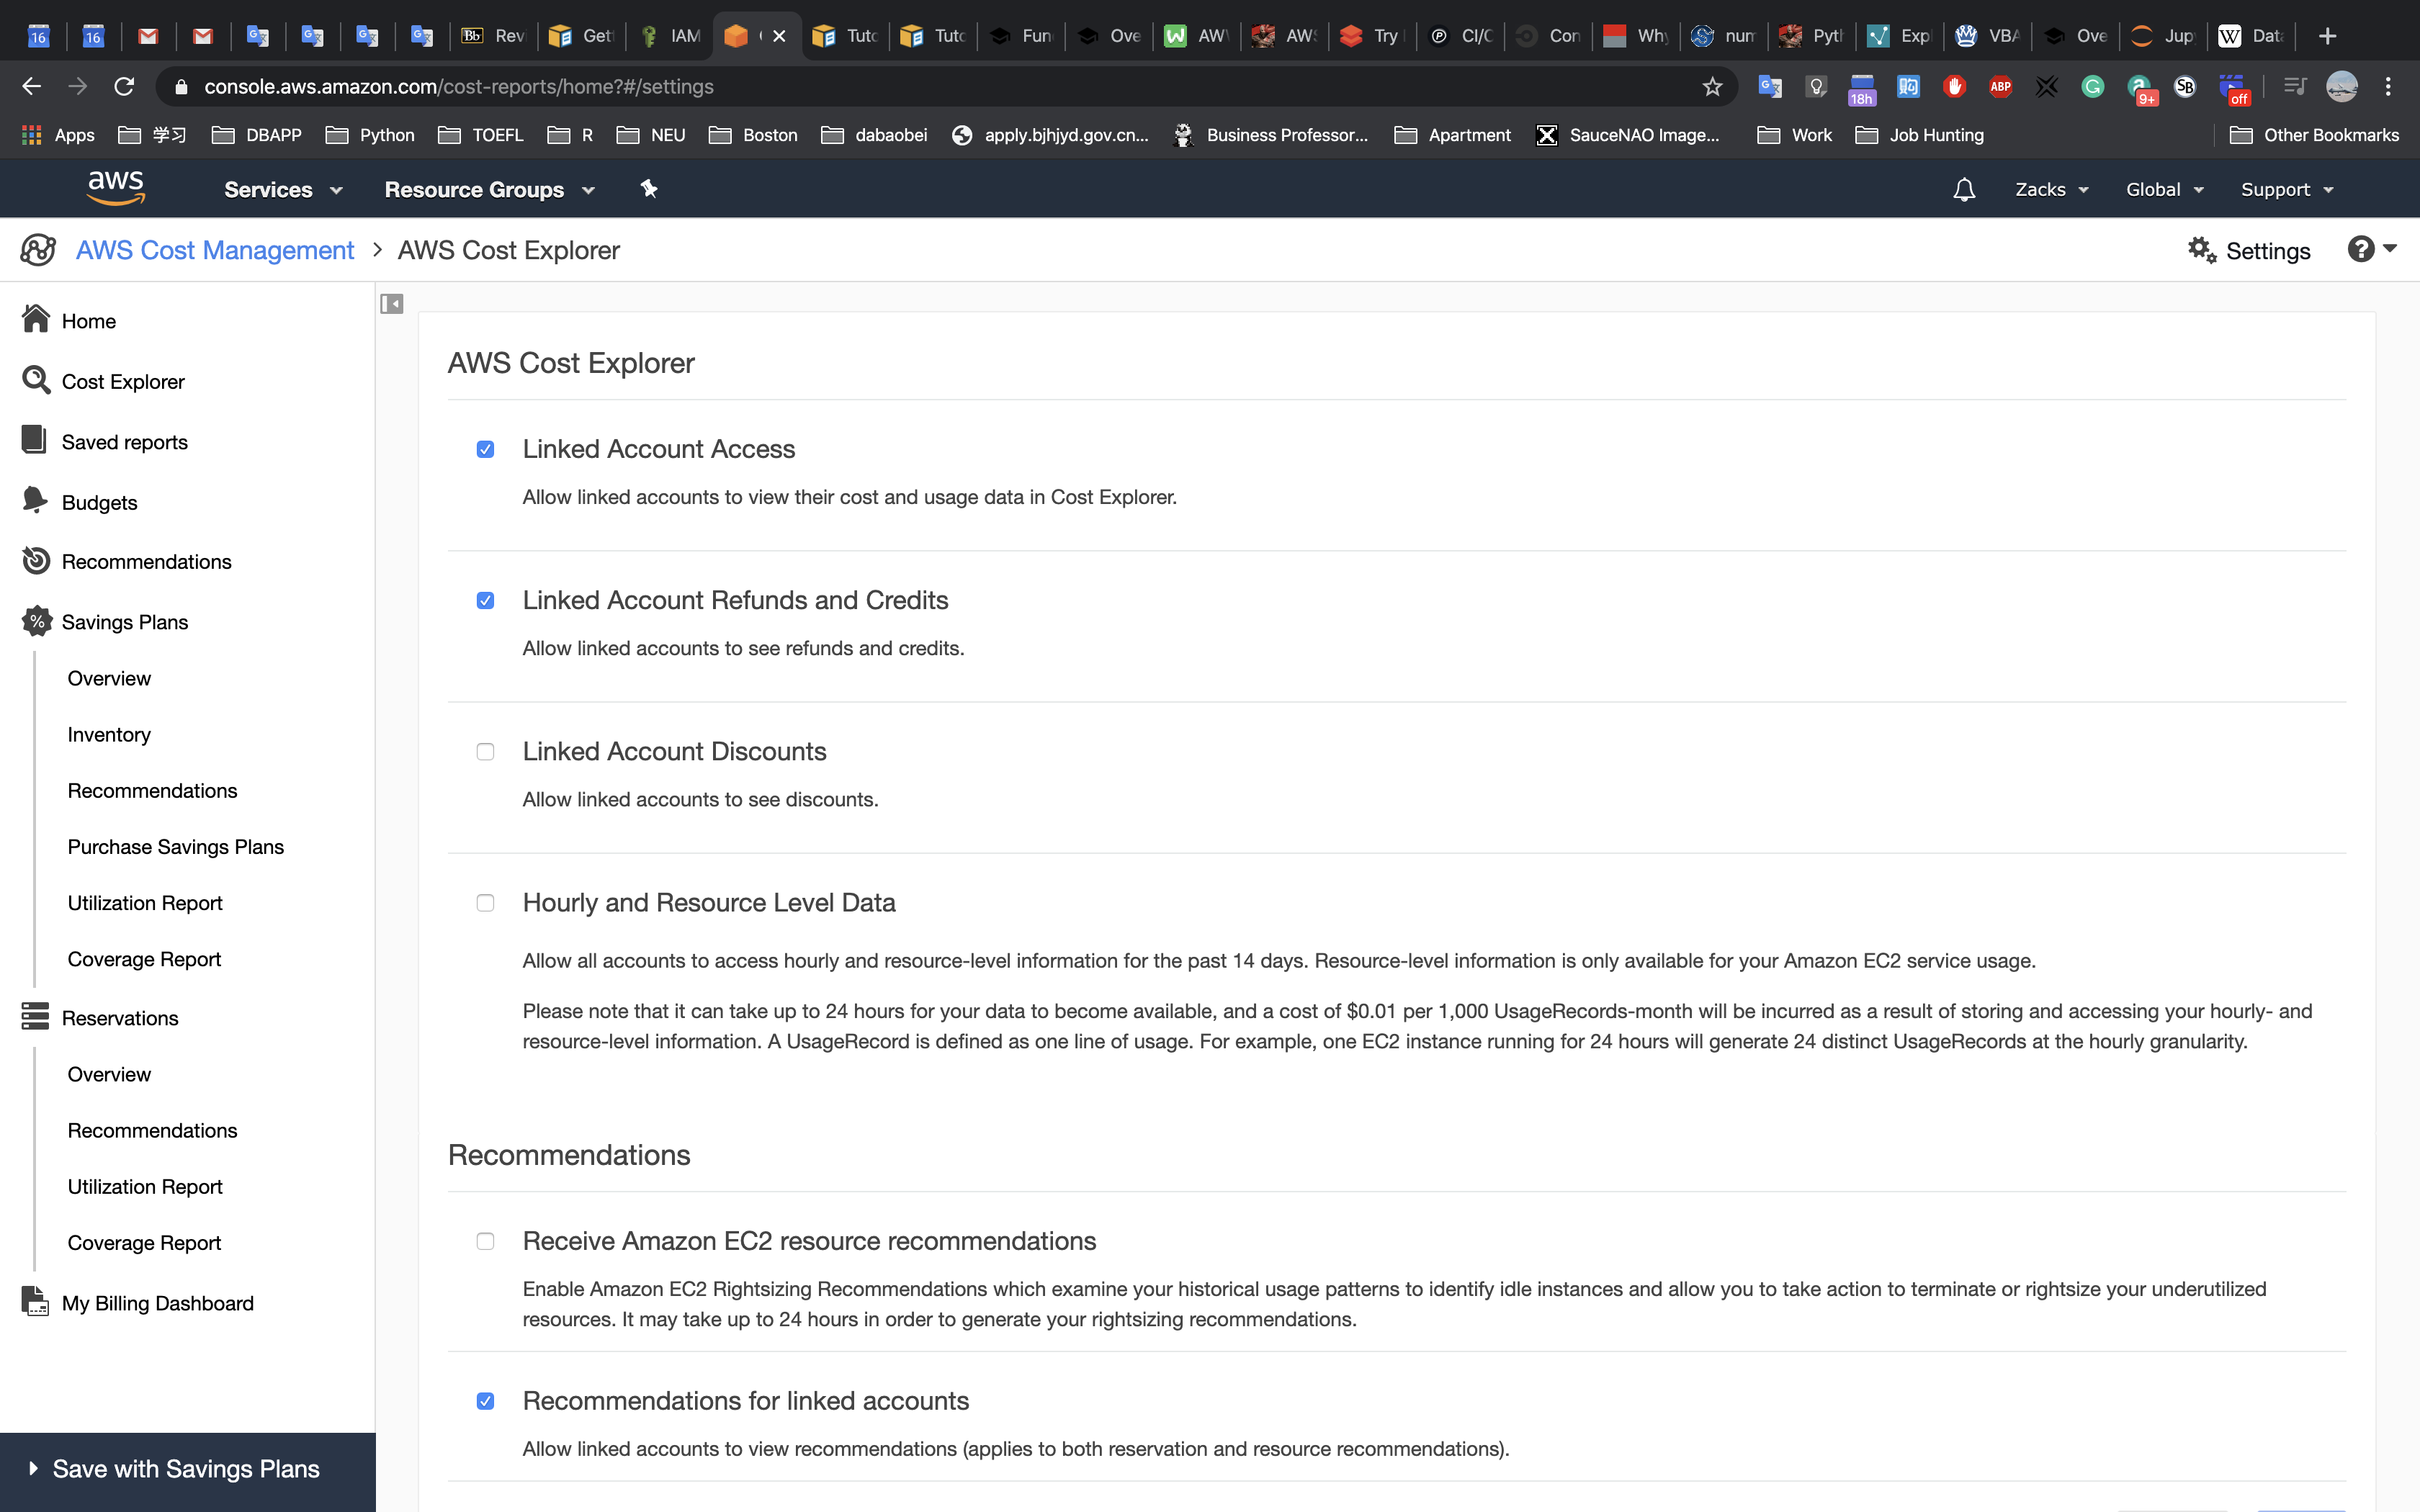 16
16
Bb Rev
Get
IAM
Tuto
Tuto
Fun
Ove
AW
AWS
Try
CI/C
Con
Why
num
Pyth
Exp
VBA
Ove
Jup
W Data
console.aws.amazon.com/cost-reports/home?#/settings
18h
ABP
9+
SB
off
Apps
学习
DBAPP
Python
TOEFL
R
NEU
Boston
dabaobei
apply.bjhjyd.gov.cn...
Business Professor...
Apartment
SauceNAO Image...
Work
Job Hunting
Other Bookmarks
aws
Services
Resource Groups
Zacks
Global
Support
AWS Cost Management > AWS Cost Explorer
Settings
Home
Cost Explorer
Saved reports
Budgets
Recommendations
Savings Plans
Overview
Inventory
Recommendations
Purchase Savings Plans
Utilization Report
Coverage Report
Reservations
Overview
Recommendations
Utilization Report
Coverage Report
My Billing Dashboard
Save with Savings Plans
AWS Cost Explorer
Linked Account Access
Allow linked accounts to view their cost and usage data in Cost Explorer.
Linked Account Refunds and Credits
Allow linked accounts to see refunds and credits.
Linked Account Discounts
Allow linked accounts to see discounts.
Hourly and Resource Level Data
Allow all accounts to access hourly and resource-level information for the past 14 days. Resource-level information is only available for your Amazon EC2 service usage.
Please note that it can take up to 24 hours for your data to become available, and a cost of $0.01 per 1,000 UsageRecords-month will be incurred as a result of storing and accessing your hourly- and
resource-level information. A UsageRecord is defined as one line of usage. For example, one EC2 instance running for 24 hours will generate 24 distinct UsageRecords at the hourly granularity.
Recommendations
Receive Amazon EC2 resource recommendations
Enable Amazon EC2 Rightsizing Recommendations which examine your historical usage patterns to identify idle instances and allow you to take action to terminate or rightsize your underutilized
resources. It may take up to 24 hours in order to generate your rightsizing recommendations.
Recommendations for linked accounts
Allow linked accounts to view recommendations (applies to both reservation and resource recommendations).